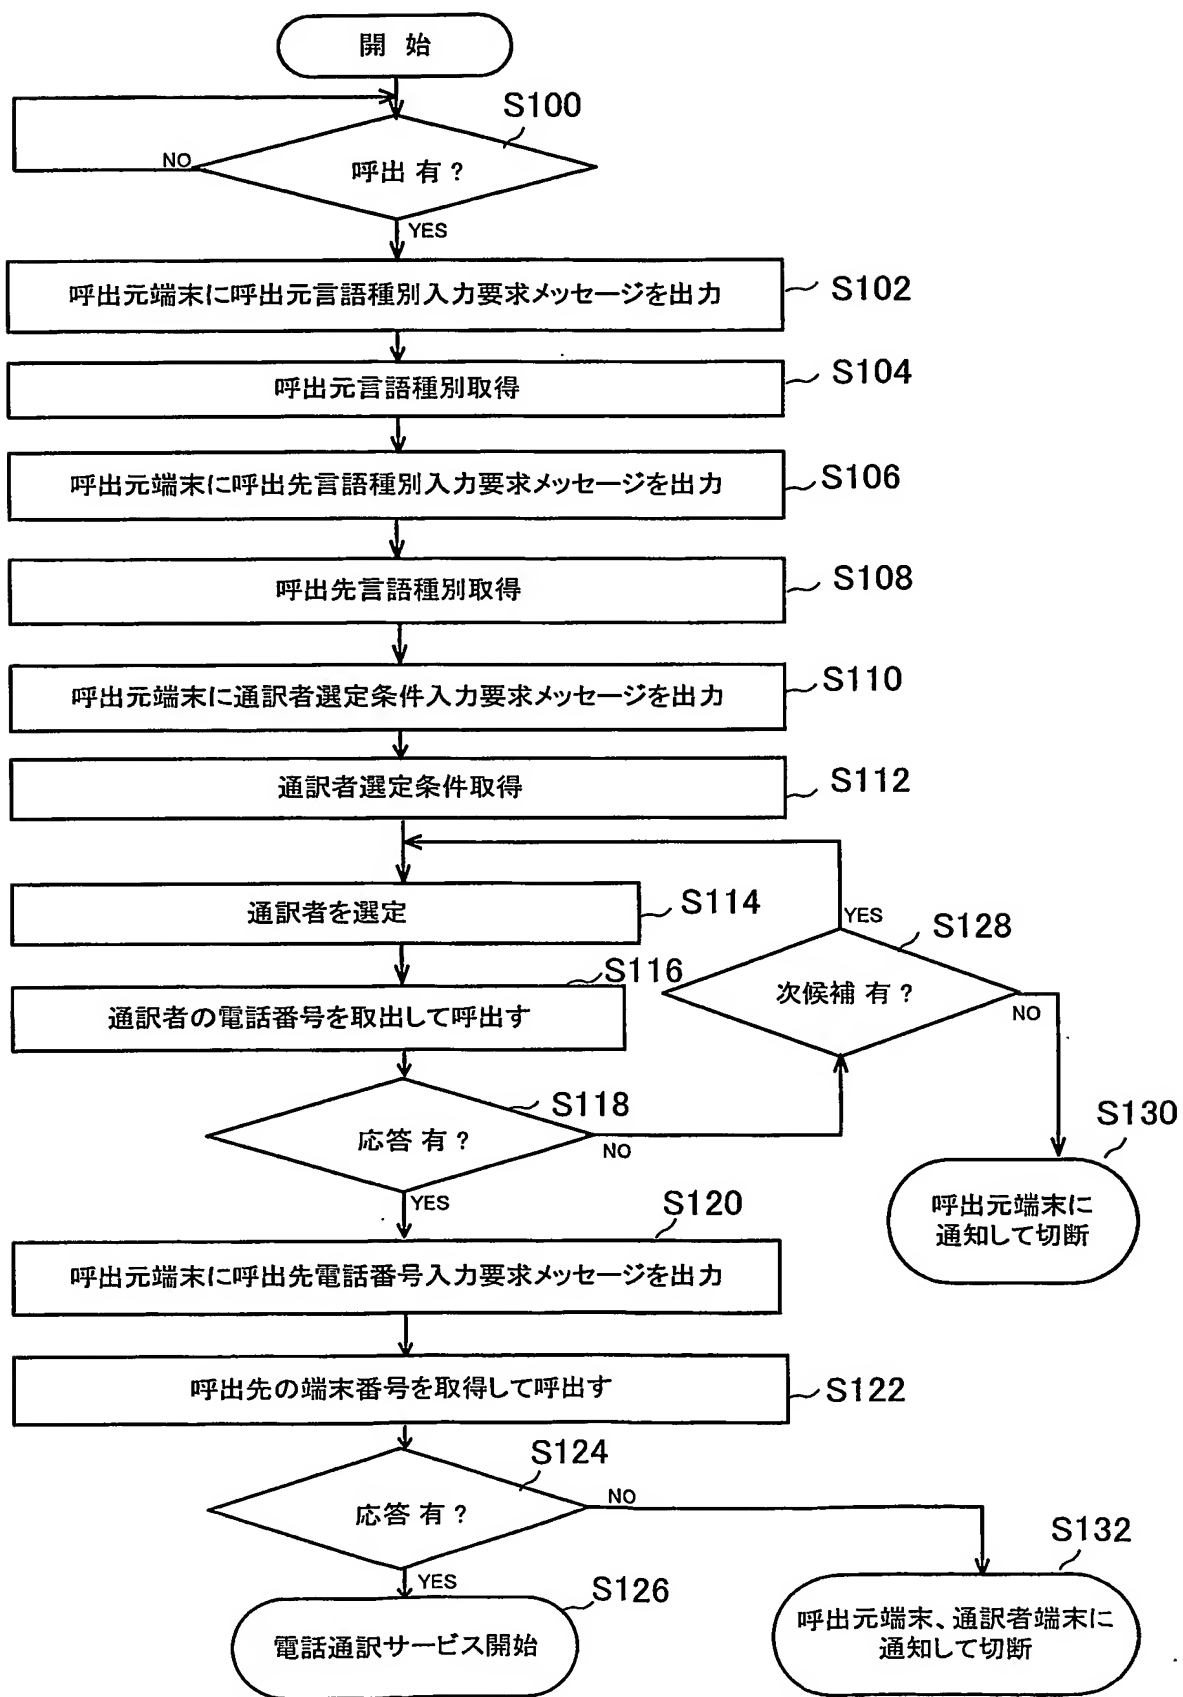 開 始
S100
呼出 有？
NO
YES
呼出元端末に呼出元言語種別入力要求メッセージを出力
S102
呼出元言語種別取得
S104
呼出元端末に呼出先言語種別入力要求メッセージを出力
S106
呼出先言語種別取得
S108
呼出元端末に通訳者選定条件入力要求メッセージを出力
S110
通訳者選定条件取得
S112
通訳者を選定
S114
YES
S128
次候補 有？
NO
S116
通訳者の電話番号を取出して呼出す
S118
応答 有？
NO
YES
S130
呼出元端末に
通知して切断
S120
呼出元端末に呼出先電話番号入力要求メッセージを出力
呼出先の端末番号を取得して呼出す
S122
S124
応答 有？
NO
YES
S132
呼出元端末、通訳者端末に
通知して切断
S126
電話通訳サービス開始